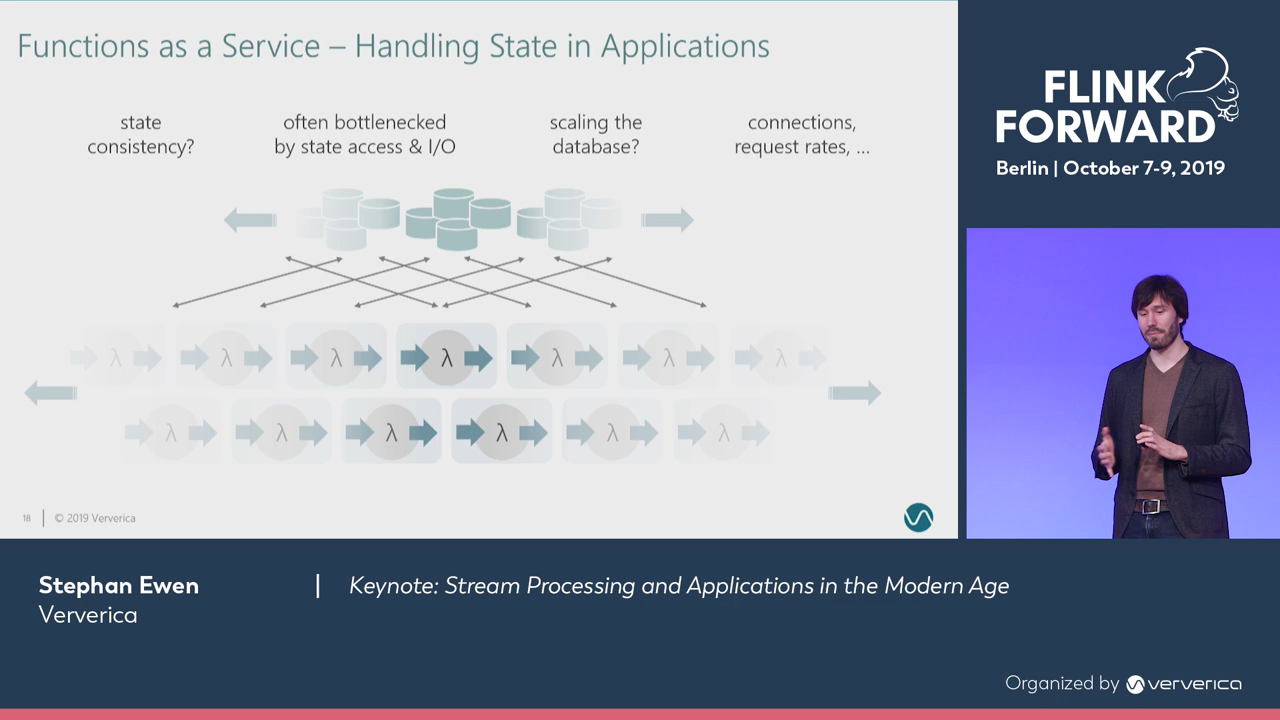 Functions as a Service – Handling State in Applications
state
consistency?
often bottlenecked
by state access & I/O
scaling the
database?
connections,
request rates, ...
λ λ λ λ λ λ λ
λ λ λ λ λ λ
18 | © 2019 Ververica
FLINK
FORWARD
Berlin | October 7-9, 2019
Stephan Ewen | Keynote: Stream Processing and Applications in the Modern Age
Ververica
Organized by ververica